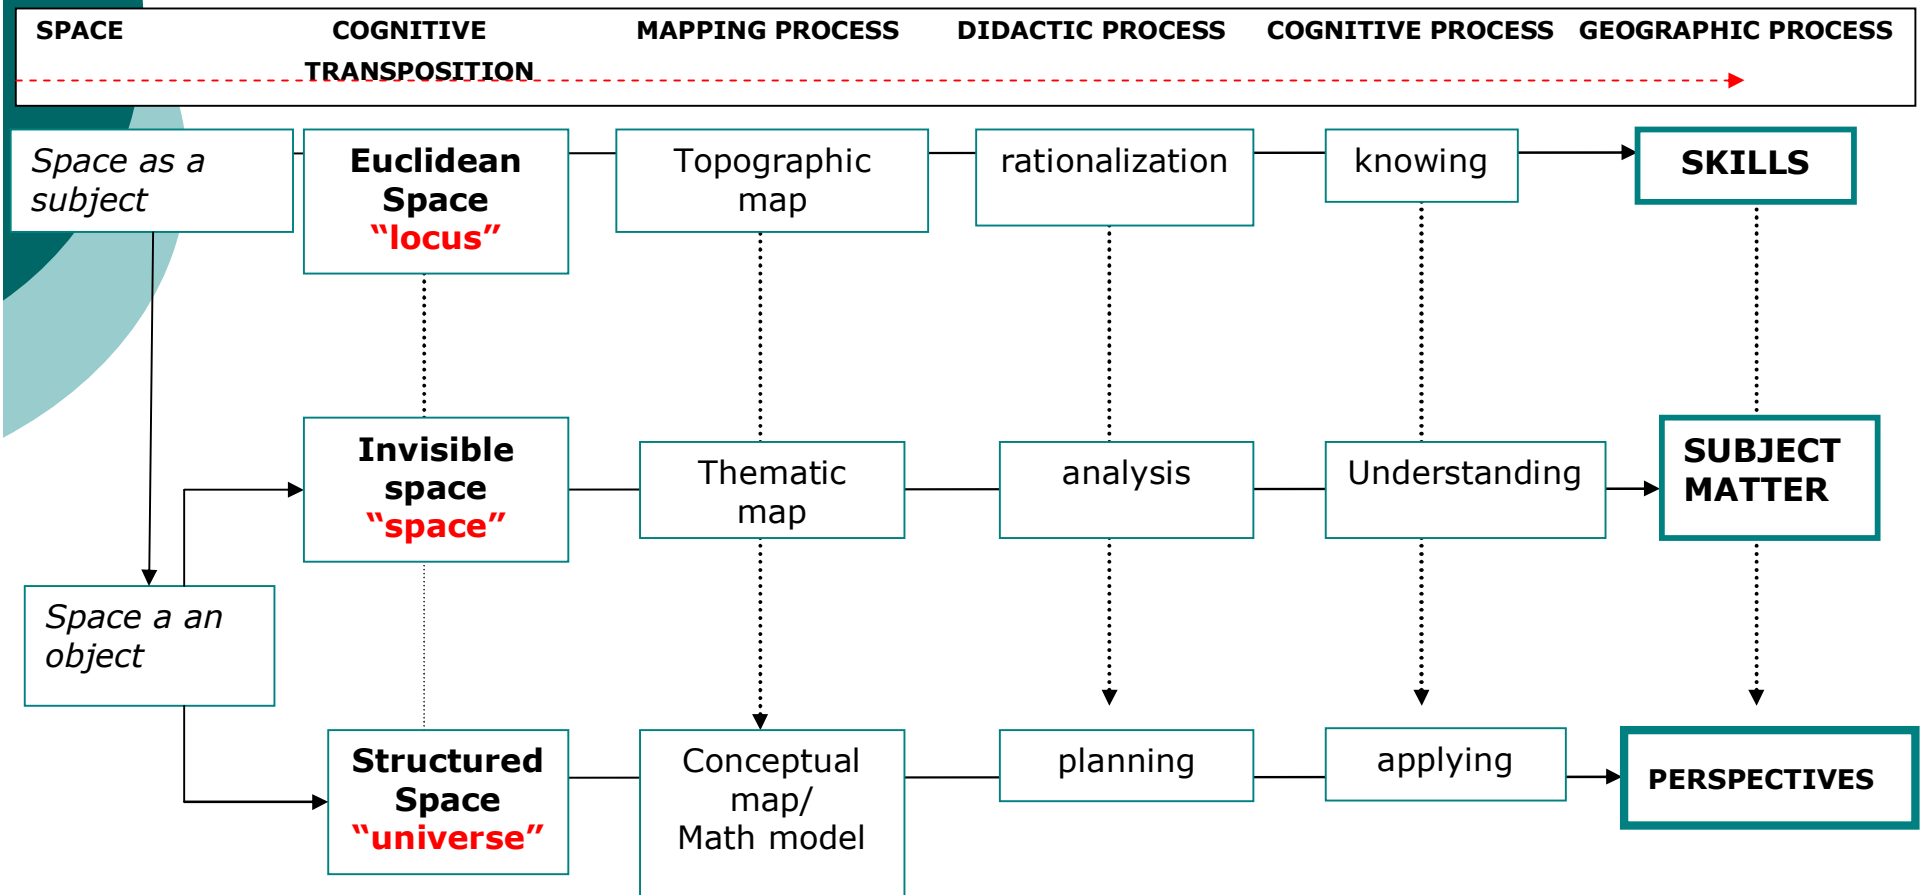 SPACE COGNITIVE MAPPING PROCESS DIDACTIC PROCESS COGNITIVE PROCESS GEOGRAPHIC PROCESS
TRANSPOSITION
Space as a
subject
Euclidean
Space
“locus”
Topographic
map
rationalization
knowing
SKILLS
Invisible
space
“space”
Thematic
map
analysis
Understanding
SUBJECT
MATTER
Space a an
object
Structured
Space
“universe”
Conceptual
map/
Math model
planning
applying
PERSPECTIVES